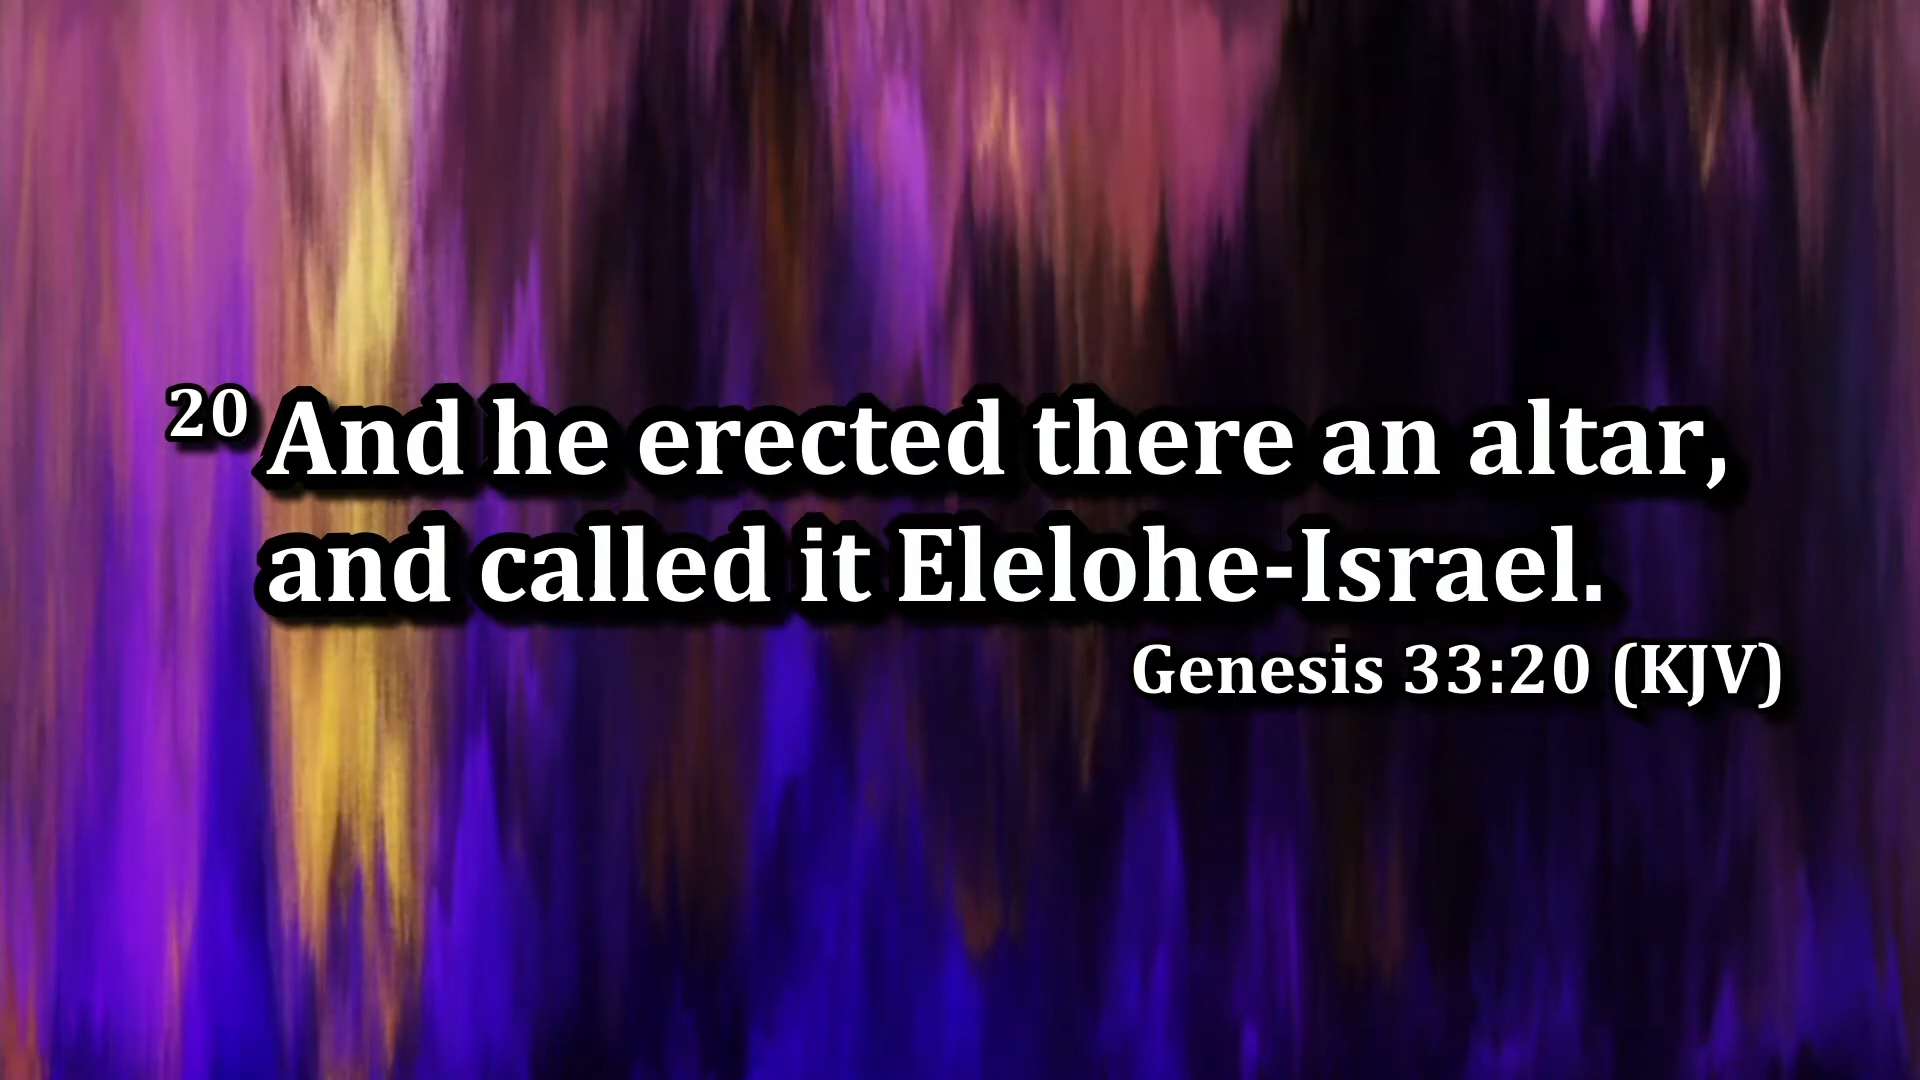 20 And he erected there an altar,
and called it Elelohe-Israel.
Genesis 33:20 (KJV)